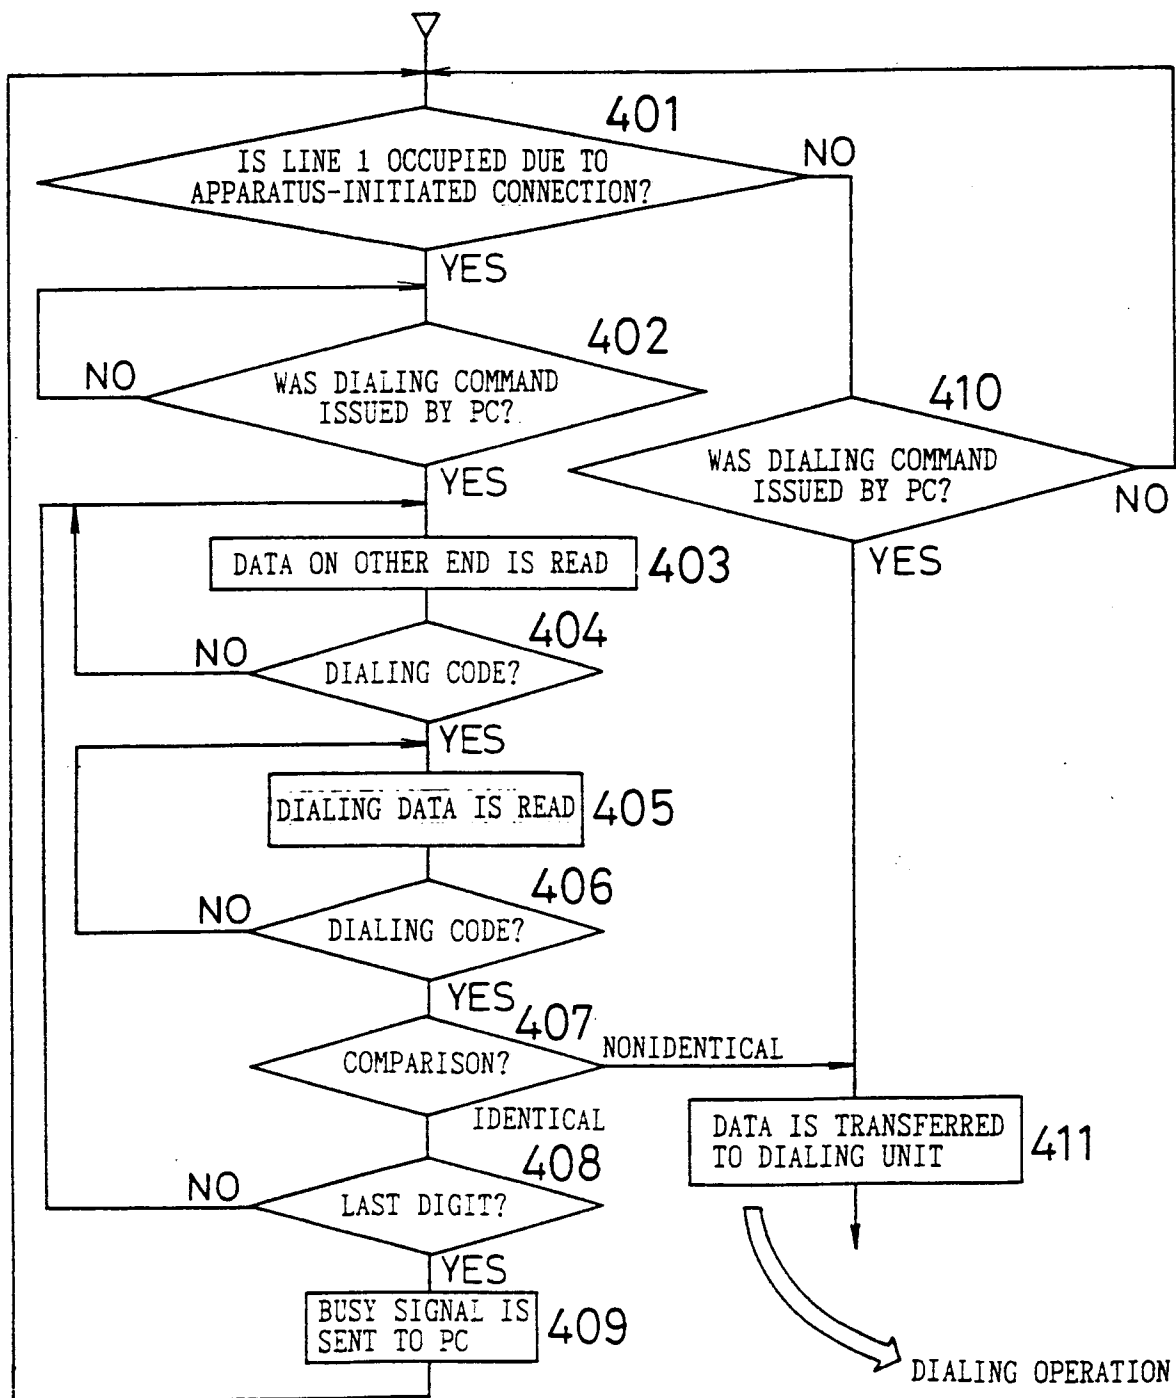 401
IS LINE 1 OCCUPIED DUE TO
APPARATUS-INITIATED CONNECTION?
NO
YES
402
WAS DIALING COMMAND
ISSUED BY PC?
NO
YES
410
WAS DIALING COMMAND
ISSUED BY PC?
NO
YES
DATA ON OTHER END IS READ
403
404
DIALING CODE?
NO
YES
DIALING DATA IS READ
405
406
DIALING CODE?
NO
YES
407
COMPARISON?
NONIDENTICAL
IDENTICAL
408
LAST DIGIT?
NO
YES
DATA IS TRANSFERRED
TO DIALING UNIT
411
BUSY SIGNAL IS
SENT TO PC
409
DIALING OPERATION